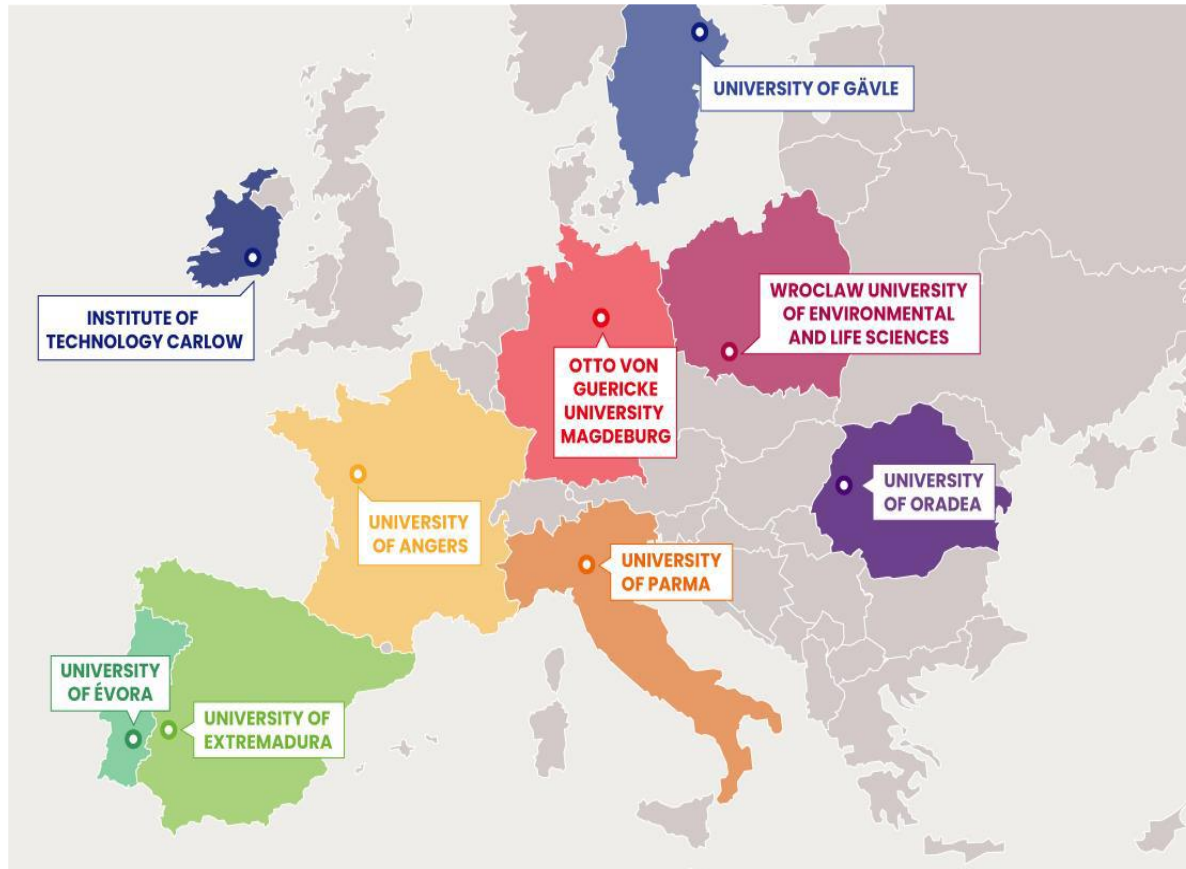 UNIVERSITY OF GÄVLE
INSTITUTE OF
TECHNOLOGY CARLOW
WROCLAW UNIVERSITY
OF ENVIRONMENTAL
AND LIFE SCIENCES
OTTO VON
GUERICKE
UNIVERSITY
MAGDEBURG
UNIVERSITY
OF ORADEA
UNIVERSITY
OF ANGERS
UNIVERSITY
OF PARMA
UNIVERSITY
OF ÉVORA
UNIVERSITY OF
EXTREMADURA